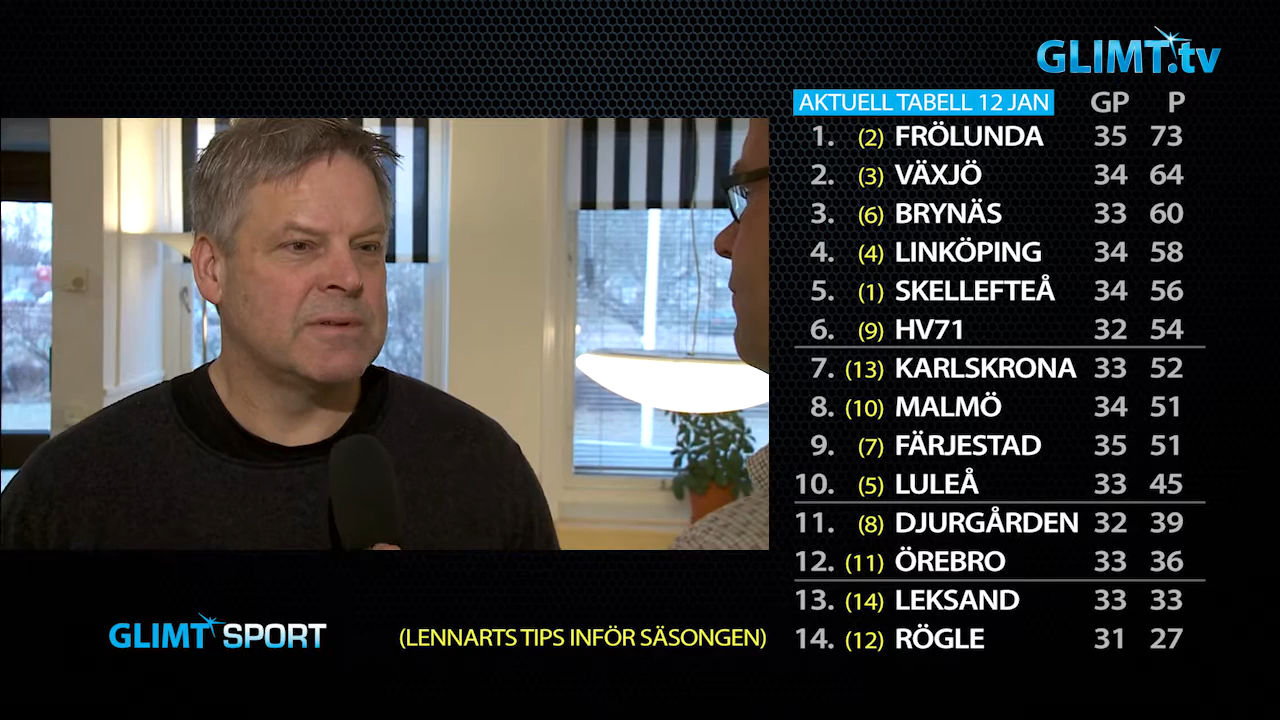 GLIMT.tv
AKTUELL TABELL 12 JAN GP P
1. (2) FRÖLUNDA 35 73
2. (3) VÄXJÖ 34 64
3. (6) BRYNÄS 33 60
4. (4) LINKÖPING 34 58
5. (1) SKELLEFTEÅ 34 56
6. (9) HV71 32 54
7. (13) KARLSKRONA 33 52
8. (10) MALMÖ 34 51
9. (7) FÄRJESTAD 35 51
10. (5) LULEÅ 33 45
11. (8) DJURGÅRDEN 32 39
12. (11) ÖREBRO 33 36
13. (14) LEKSAND 33 33
14. (12) RÖGLE 31 27
GLIMT SPORT
(LENNARTS TIPS INFÖR SÄSONGEN)